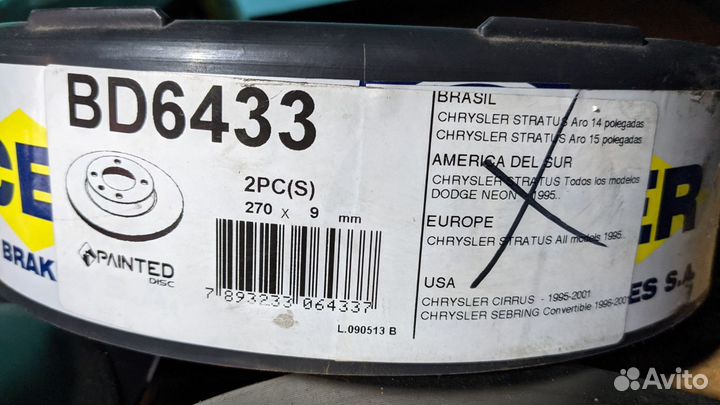 BD6433
2PC(S)
270 x 9 mm
PAINTED
DISC
7 893233 064337
L.090513 B
BRASIL
CHRYSLER STRATUS Aro 14 polegadas
CHRYSLER STRATUS Aro 15 polegadas
AMERICA DEL SUR
CHRYSLER STRATUS Todos los modelos
DODGE NEON 1995..
EUROPE
CHRYSLER STRATUS All models 1995..
USA
CHRYSLER CIRRUS - 1995-2001
CHRYSLER SEBRING Convertible 1996-2001
CE
BRAK
ER
ES S.A.
Avito